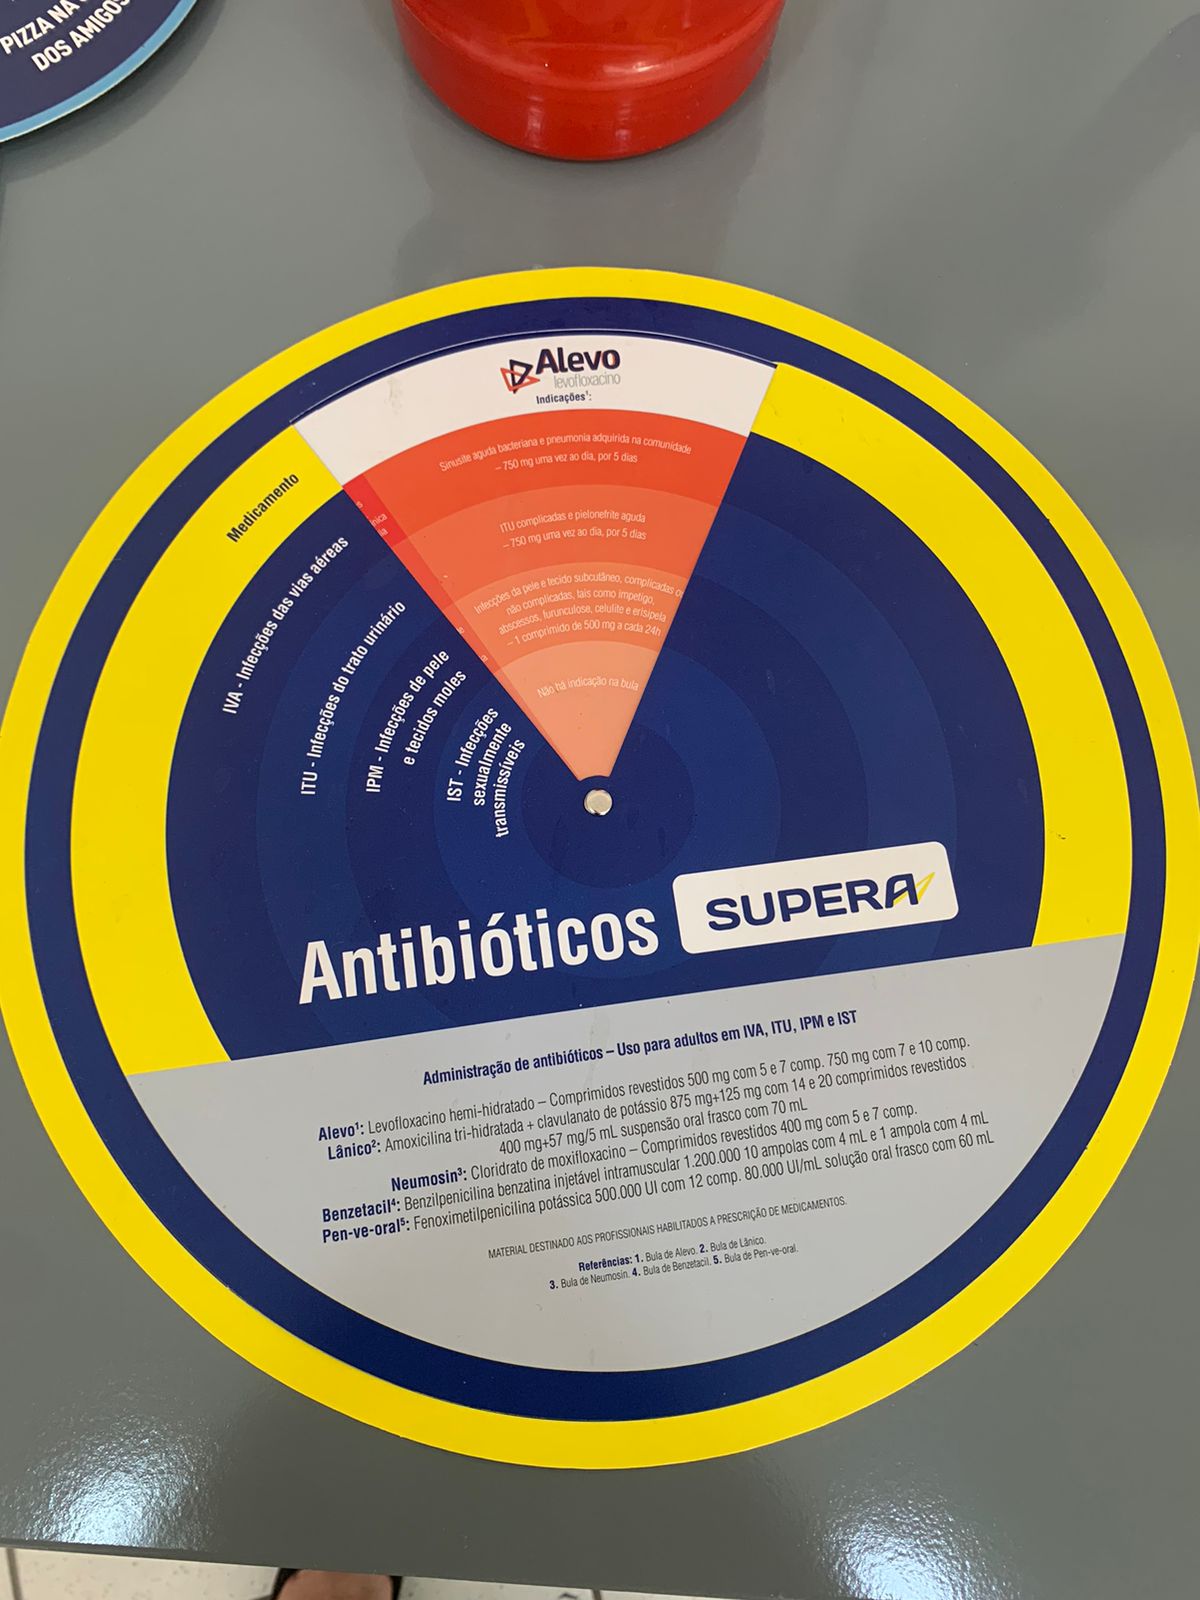 PIZZA NA
DOS AMIGOS
Alevo
levofloxacino
Indicações¹:
Sinusite aguda bacteriana e pneumonia adquirida na comunidade
– 750 mg uma vez ao dia, por 5 dias
ITU complicadas e pielonefrite aguda
– 750 mg uma vez ao dia, por 5 dias
Infecções da pele e tecido subcutâneo, complicadas o
não complicadas, tais como impetigo,
abscessos, furunculose, celulite e erisipela
– 1 comprimido de 500 mg a cada 24h
Não há indicação na bula
Medicamento
IVA - Infecções das vias aéreas
ITU - Infecções do trato urinário
IPM - Infecções de pele
e tecidos moles
IST - Infecções
sexualmente
transmissíveis
Antibióticos SUPERA
Administração de antibióticos – Uso para adultos em IVA, ITU, IPM e IST
Alevo¹: Levofloxacino hemi-hidratado – Comprimidos revestidos 500 mg com 5 e 7 comp. 750 mg com 7 e 10 comp.
Lânico²: Amoxicilina tri-hidratada + clavulanato de potássio 875 mg+125 mg com 14 e 20 comprimidos revestidos
400 mg+57 mg/5 mL suspensão oral frasco com 70 mL
Neumosin³: Cloridrato de moxifloxacino – Comprimidos revestidos 400 mg com 5 e 7 comp.
Benzetacil⁴: Benzilpenicilina benzatina injetável intramuscular 1.200.000 10 ampolas com 4 mL e 1 ampola com 4 mL
Pen-ve-oral⁵: Fenoximetilpenicilina potássica 500.000 UI com 12 comp. 80.000 UI/mL solução oral frasco com 60 mL
MATERIAL DESTINADO AOS PROFISSIONAIS HABILITADOS A PRESCRIÇÃO DE MEDICAMENTOS.
Referências: 1. Bula de Alevo. 2. Bula de Lânico.
3. Bula de Neumosin. 4. Bula de Benzetacil. 5. Bula de Pen-ve-oral.